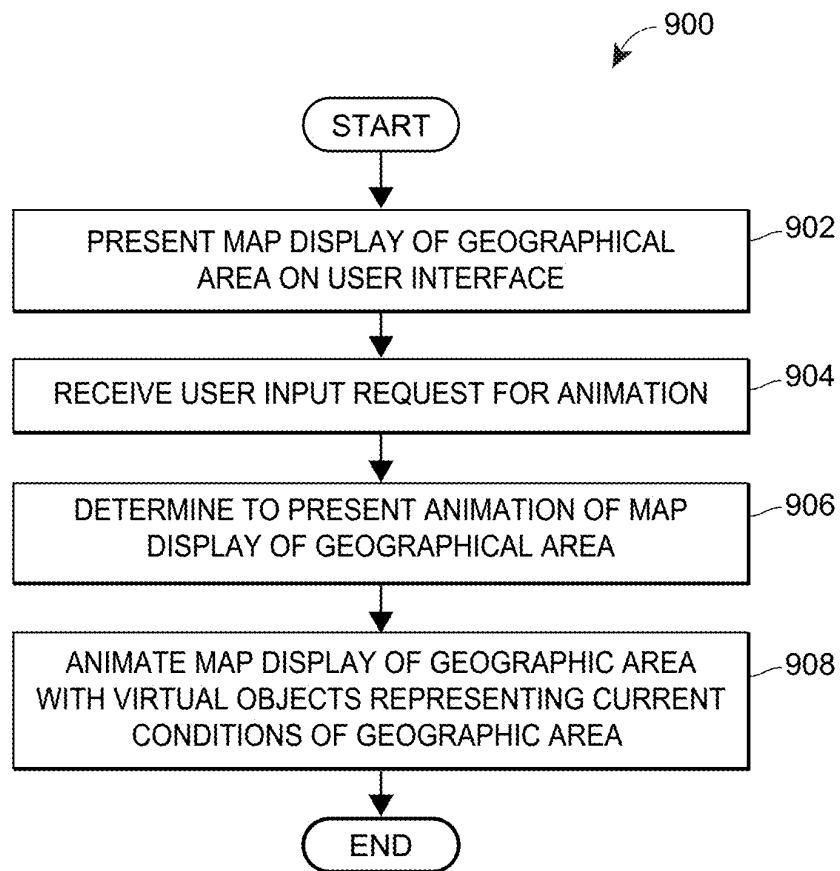 900
START
PRESENT MAP DISPLAY OF GEOGRAPHICAL
AREA ON USER INTERFACE
902
RECEIVE USER INPUT REQUEST FOR ANIMATION
904
DETERMINE TO PRESENT ANIMATION OF MAP
DISPLAY OF GEOGRAPHICAL AREA
906
ANIMATE MAP DISPLAY OF GEOGRAPHIC AREA
WITH VIRTUAL OBJECTS REPRESENTING CURRENT
CONDITIONS OF GEOGRAPHIC AREA
908
END